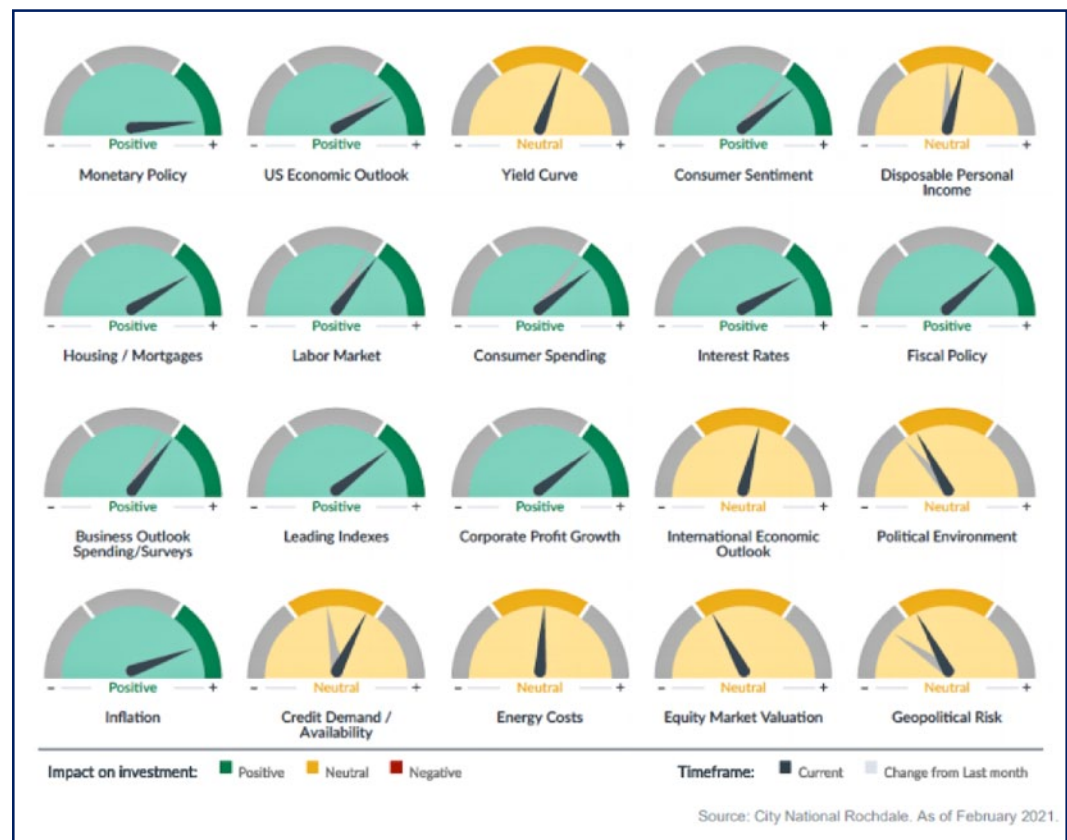 - Positive +
Monetary Policy
- Positive +
US Economic Outlook
- Neutral +
Yield Curve
- Positive +
Consumer Sentiment
- Neutral +
Disposable Personal
Income
- Positive +
Housing / Mortgages
- Positive +
Labor Market
- Positive +
Consumer Spending
- Positive +
Interest Rates
- Positive +
Fiscal Policy
- Positive +
Business Outlook
Spending/Surveys
- Positive +
Leading Indexes
- Positive +
Corporate Profit Growth
- Neutral +
International Economic
Outlook
- Neutral +
Political Environment
- Positive +
Inflation
- Neutral +
Credit Demand /
Availability
- Neutral +
Energy Costs
- Neutral +
Equity Market Valuation
- Neutral +
Geopolitical Risk
Impact on investment: Positive Neutral Negative
Timeframe: Current Change from Last month
Source: City National Rochdale. As of February 2021.